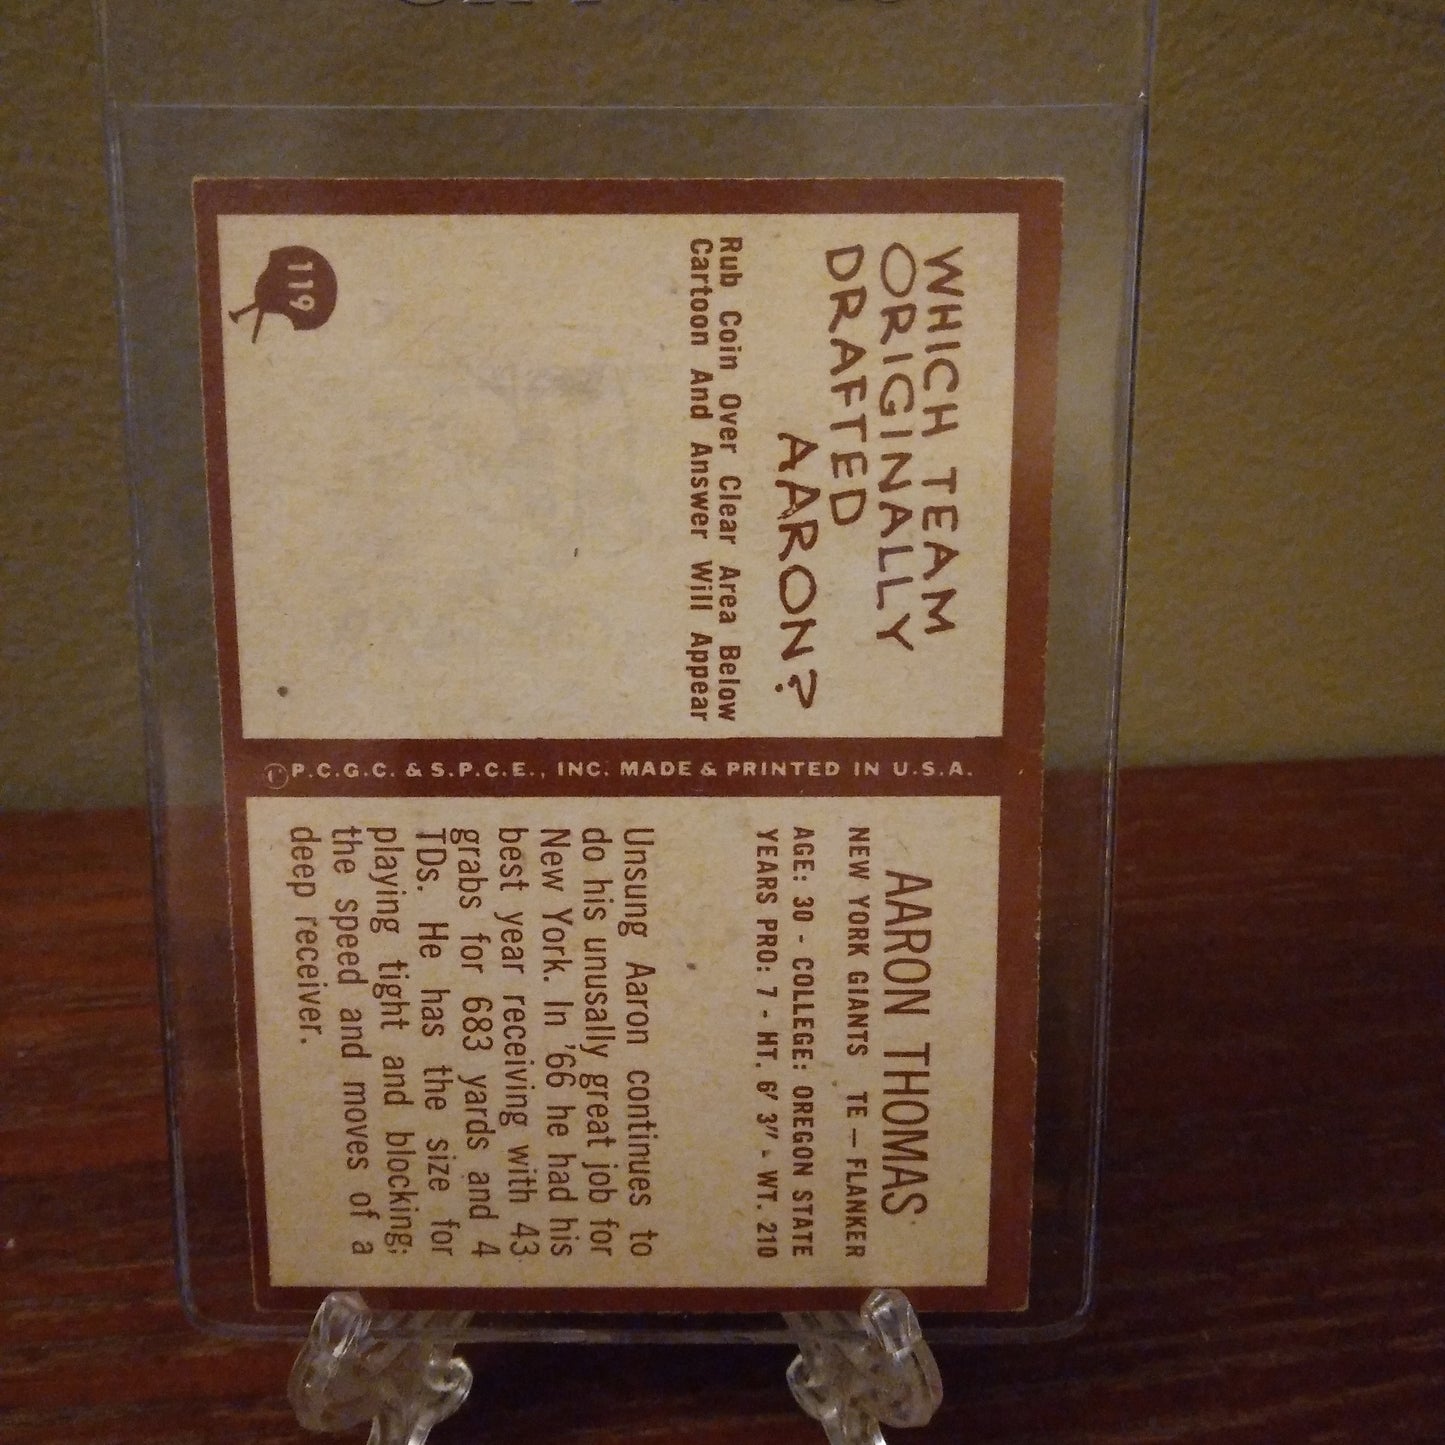 WHICH TEAM
ORIGINALLY
DRAFTED
AARON?
Rub Coin Over Clear Area Below
Cartoon And Answer Will Appear
119
P.C.G.C. & S.P.C.E., INC. MADE & PRINTED IN U.S.A.
AARON THOMAS
NEW YORK GIANTS TE—FLANKER
AGE: 30 - COLLEGE: OREGON STATE
YEARS PRO: 7 - HT. 6' 3" - WT. 210
Unsung Aaron continues to
do his unusally great job for
New York. In '66 he had his
best year receiving with 43
grabs for 683 yards and 4
TDs. He has the size for
playing tight and blocking;
the speed and moves of a
deep receiver.